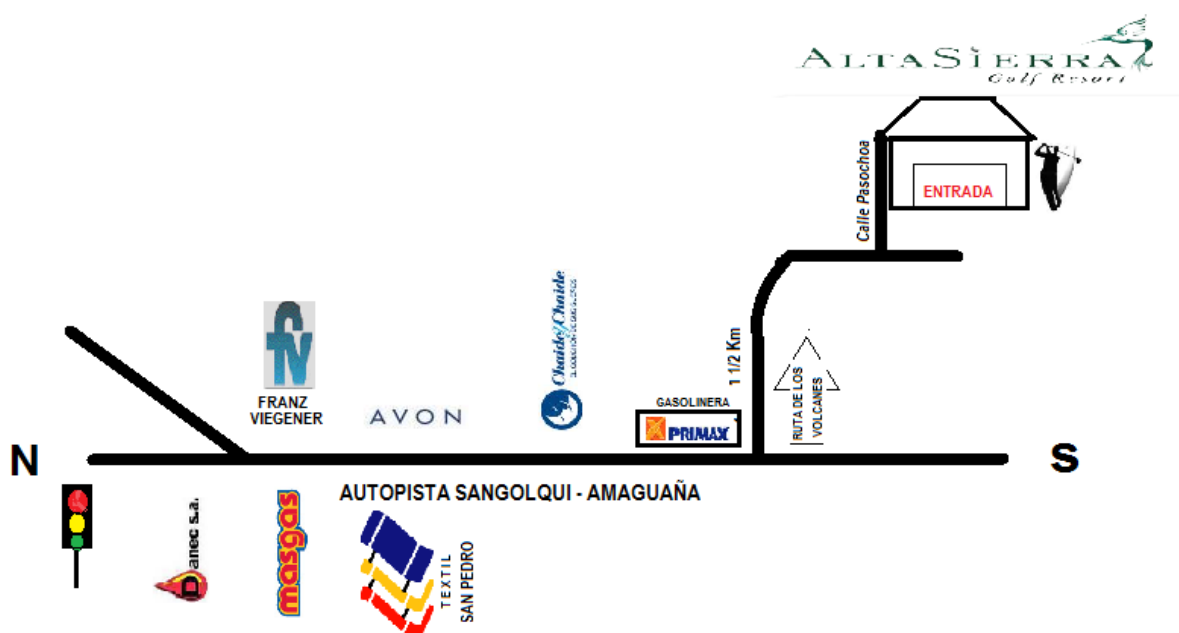 ALTASIERRA
Golf Resort
Calle Pasochoa
ENTRADA
Chaide y Chaide
1 1/2 Km
RUTA DE LOS
VOLCANES
fv
FRANZ
VIEGENER
AVON
GASOLINERA
PRIMAX
N
S
AUTOPISTA SANGOLQUI - AMAGUAÑA
Danec s.a.
masgas
TEXTIL
SAN PEDRO